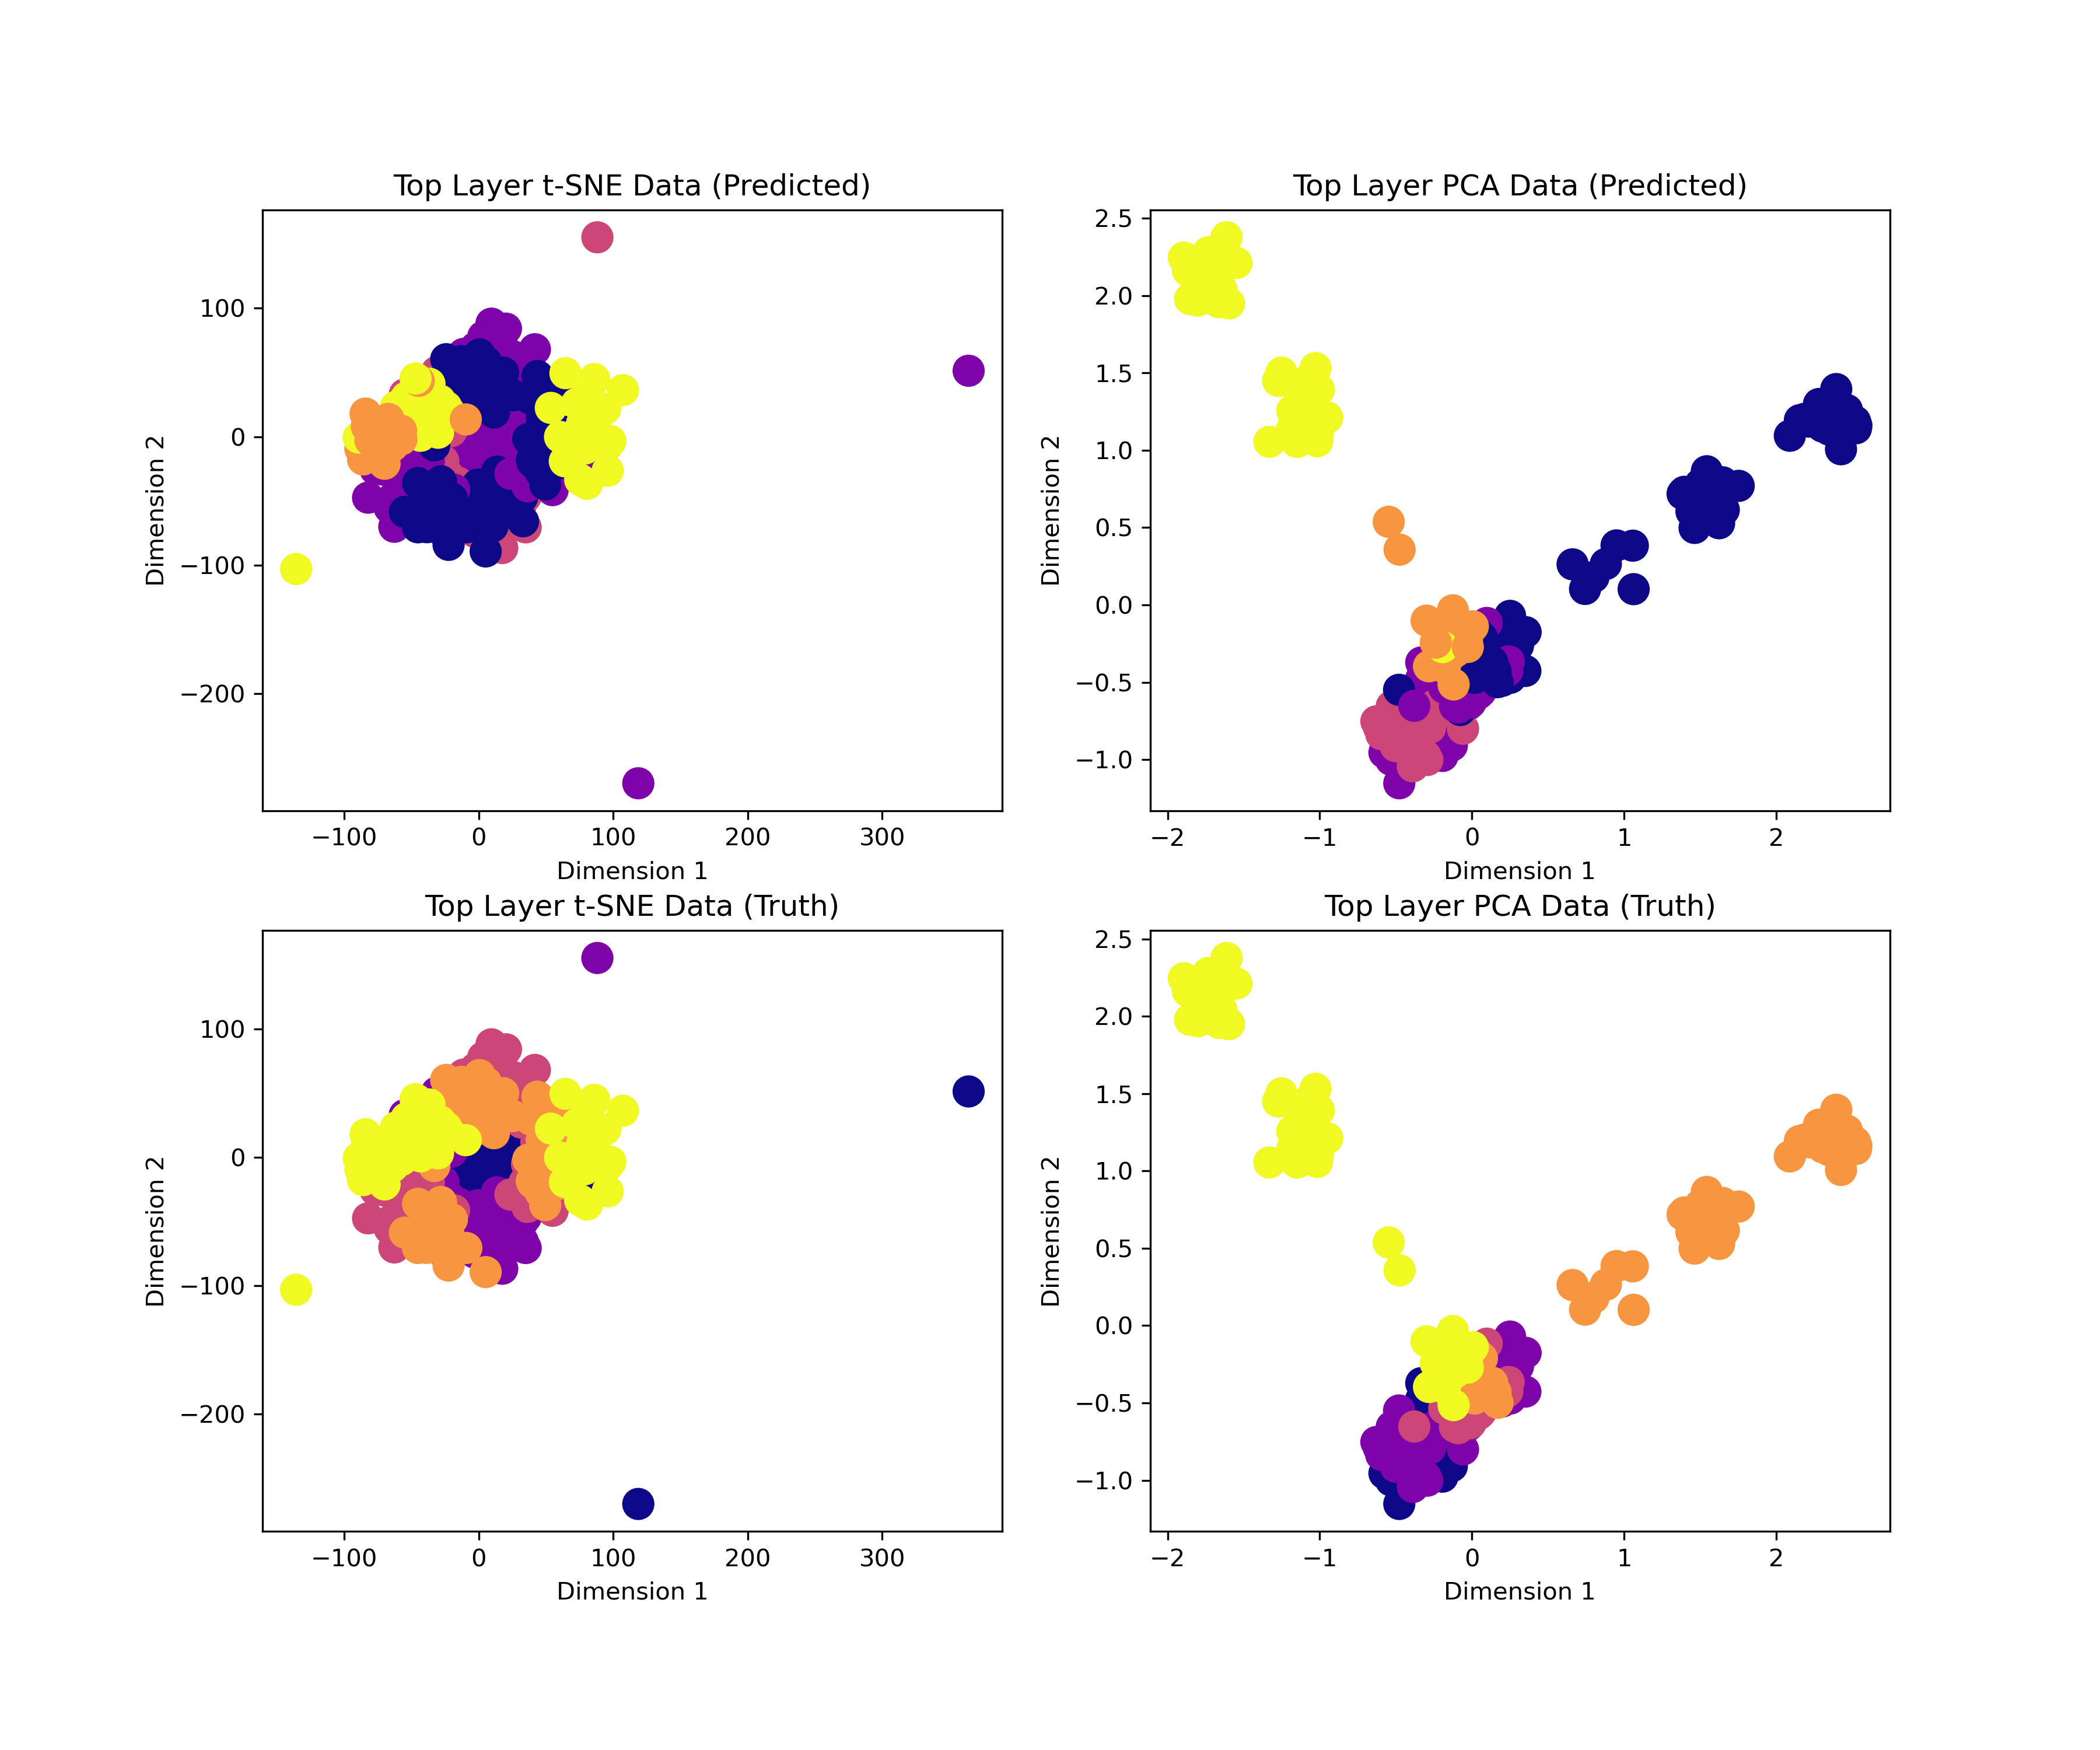 Top Layer t-SNE Data (Predicted)
100
0
−100
−200
Dimension 2
−100 0 100 200 300
Dimension 1
Top Layer PCA Data (Predicted)
2.5
2.0
1.5
1.0
0.5
0.0
−0.5
−1.0
Dimension 2
−2 −1 0 1 2
Dimension 1
Top Layer t-SNE Data (Truth)
100
0
−100
−200
Dimension 2
−100 0 100 200 300
Dimension 1
Top Layer PCA Data (Truth)
2.5
2.0
1.5
1.0
0.5
0.0
−0.5
−1.0
Dimension 2
−2 −1 0 1 2
Dimension 1